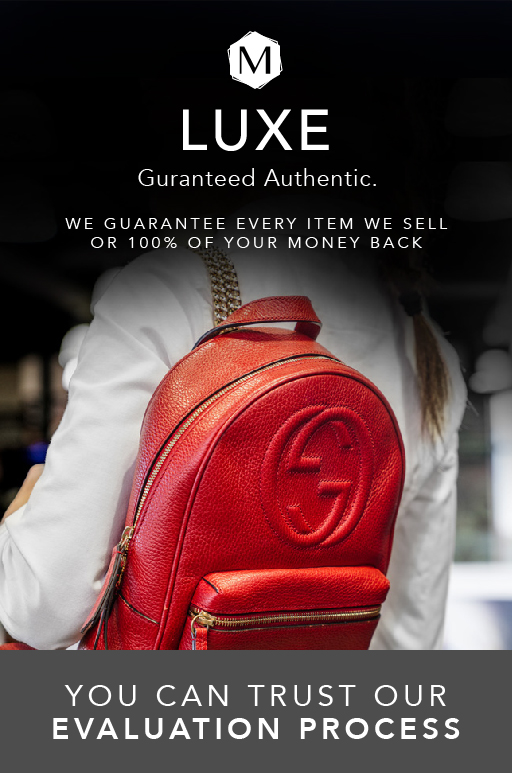 M
LUXE
Guranteed Authentic.
WE GUARANTEE EVERY ITEM WE SELL
OR 100% OF YOUR MONEY BACK
YOU CAN TRUST OUR
EVALUATION PROCESS